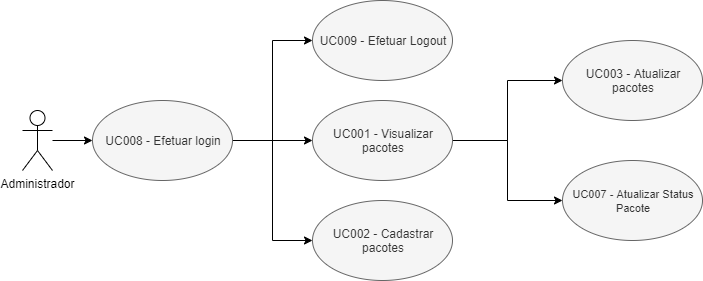 UC009 - Efetuar Logout
UC003 - Atualizar
pacotes
UC008 - Efetuar login
UC001 - Visualizar
pacotes
Administrador
UC007 - Atualizar Status
Pacote
UC002 - Cadastrar
pacotes